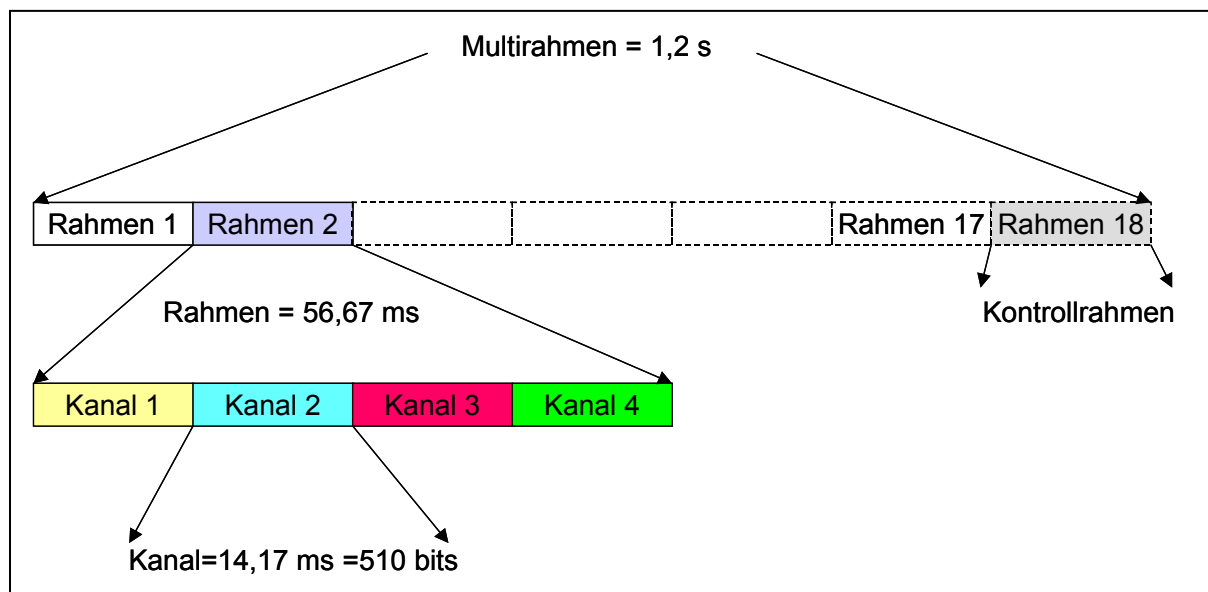 Multirahmen = 1,2 s
Rahmen 1 Rahmen 2 Rahmen 17 Rahmen 18
Rahmen = 56,67 ms Kontrollrahmen
Kanal 1 Kanal 2 Kanal 3 Kanal 4
Kanal=14,17 ms =510 bits